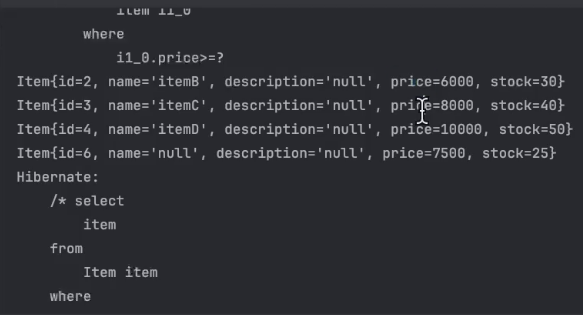 Item i1_0
where
i1_0.price>=?
Item{id=2, name='itemB', description='null', price=6000, stock=30}
Item{id=3, name='itemC', description='null', price=8000, stock=40}
Item{id=4, name='itemD', description='null', price=10000, stock=50}
Item{id=6, name='null', description='null', price=7500, stock=25}
Hibernate:
/* select
item
from
Item item
where